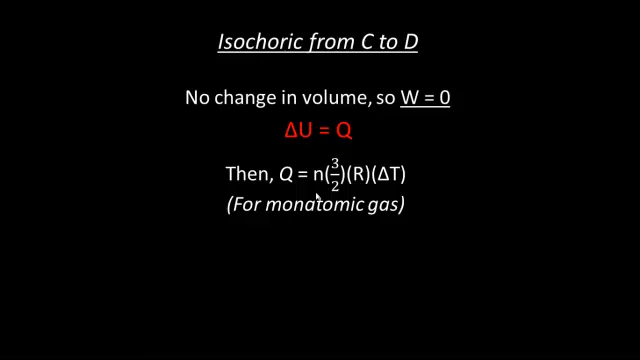 Isochoric from C to D
No change in volume, so W = 0
ΔU = Q
Then, Q = n(3/2)(R)(ΔT)
(For monatomic gas)